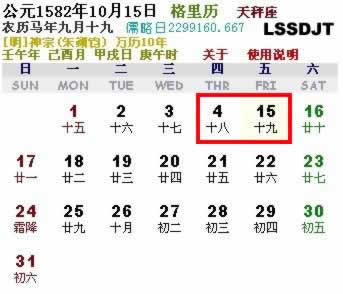 公元1582年10月15日 格里历 天秤座
农历马年九月十九 儒略日2299160.667 LSSDJT
[明]神宗(朱翊钧) 万历10年
壬午年 己酉月 甲戌日 庚午时 关于 使用说明
日 一 二 三 四 五 六
SUN MON TUE WED THR FRI SAT
1 2 3 4 15 16
十五 十六 十七 十八 十九 二十
17 18 19 20 21 22 23
廿一 廿二 廿三 廿四 廿五 廿六 廿七
24 25 26 27 28 29 30
霜降 廿九 十月 初二 初三 初四 初五
31
初六